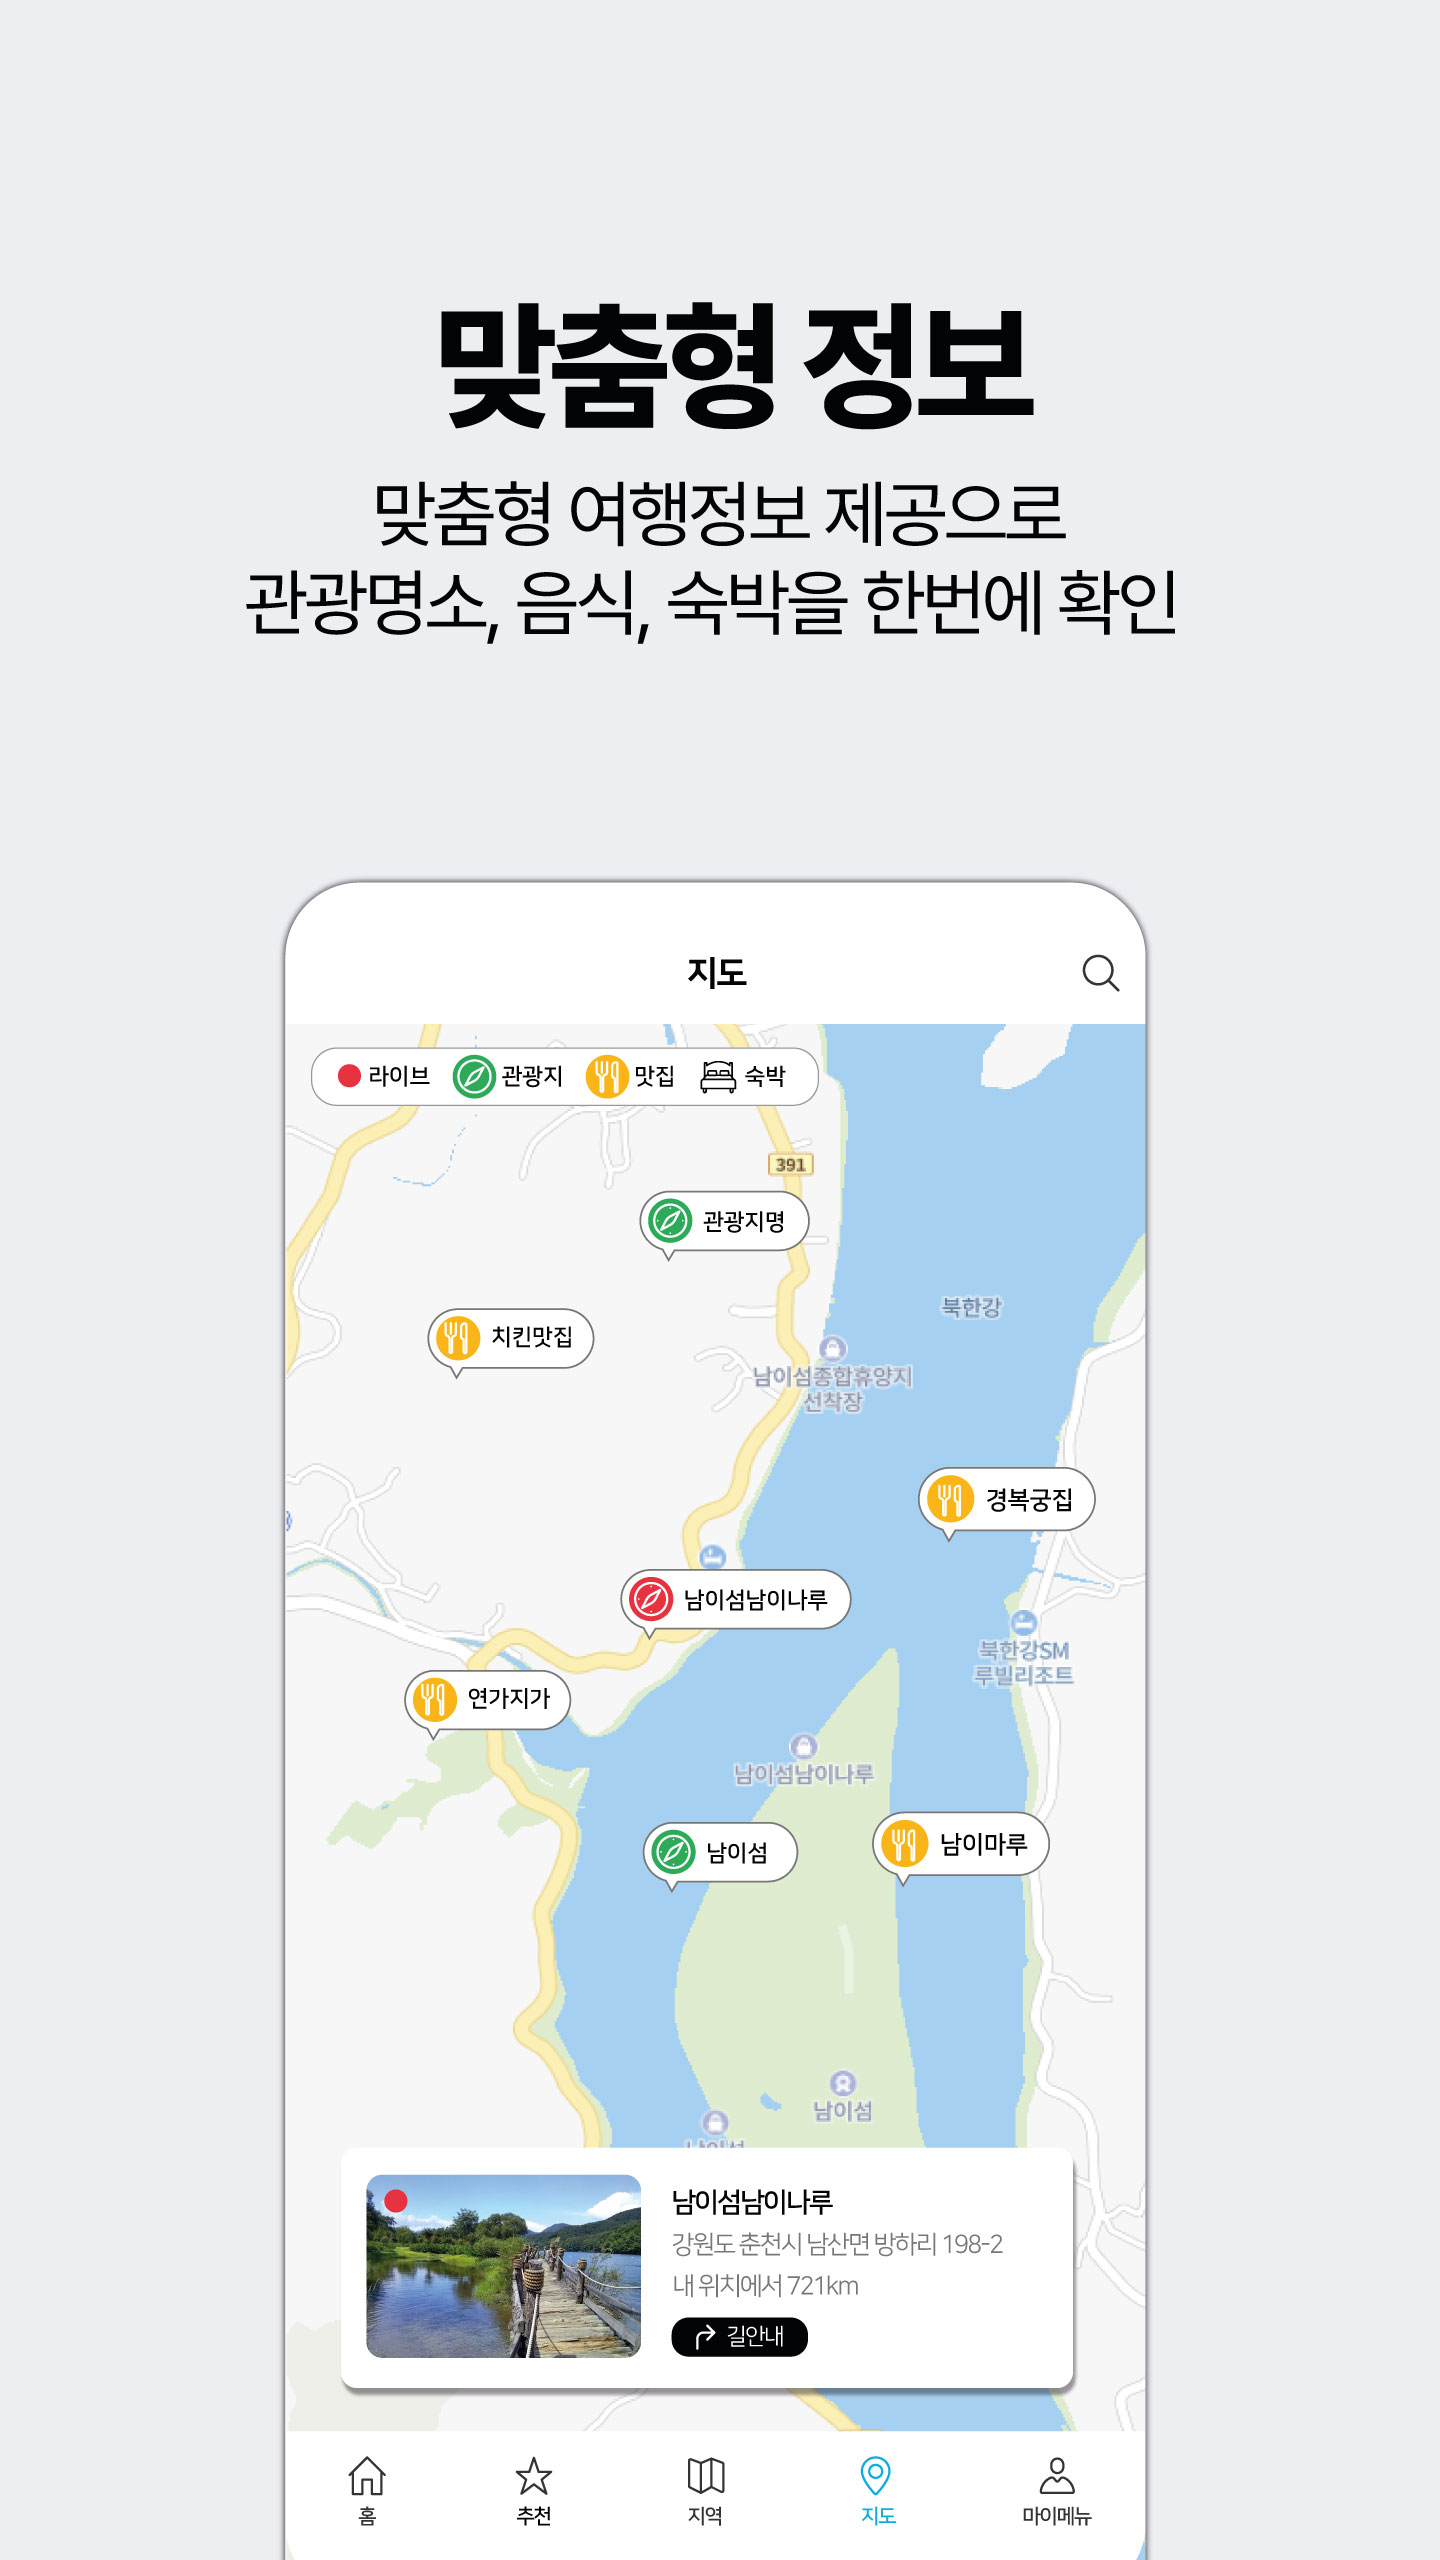 맞춤형 정보
맞춤형 여행정보 제공으로
관광명소, 음식, 숙박을 한번에 확인
지도
라이브 관광지 맛집 숙박
391
관광지명
북한강
치킨맛집
남이섬종합휴양지
선착장
경복궁집
남이섬남이나루
북한강SM
루빌리조트
연가지가
남이섬남이나루
남이섬
남이마루
남이섬
남이섬남이나루
강원도 춘천시 남산면 방하리 198-2
내 위치에서 721km
길안내
홈 추천 지역 지도 마이메뉴